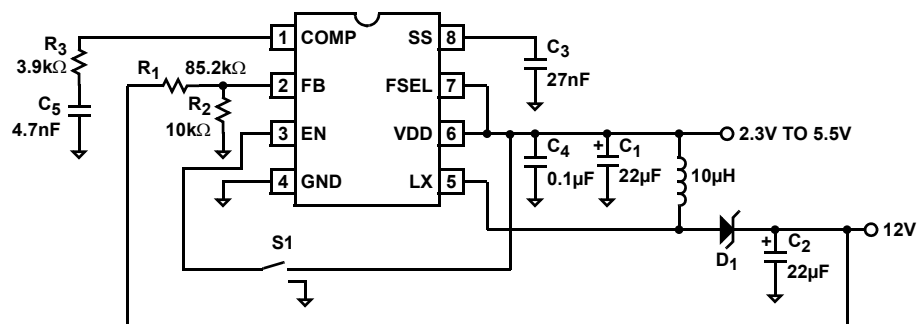 R3
3.9kΩ
C5
4.7nF
R1
85.2kΩ
R2
10kΩ
1
COMP
2
FB
3
EN
4
GND
SS
8
FSEL
7
VDD
6
LX
5
C3
27nF
C4
0.1µF
+
C1
22µF
10µH
2.3V TO 5.5V
D1
+
C2
22µF
12V
S1